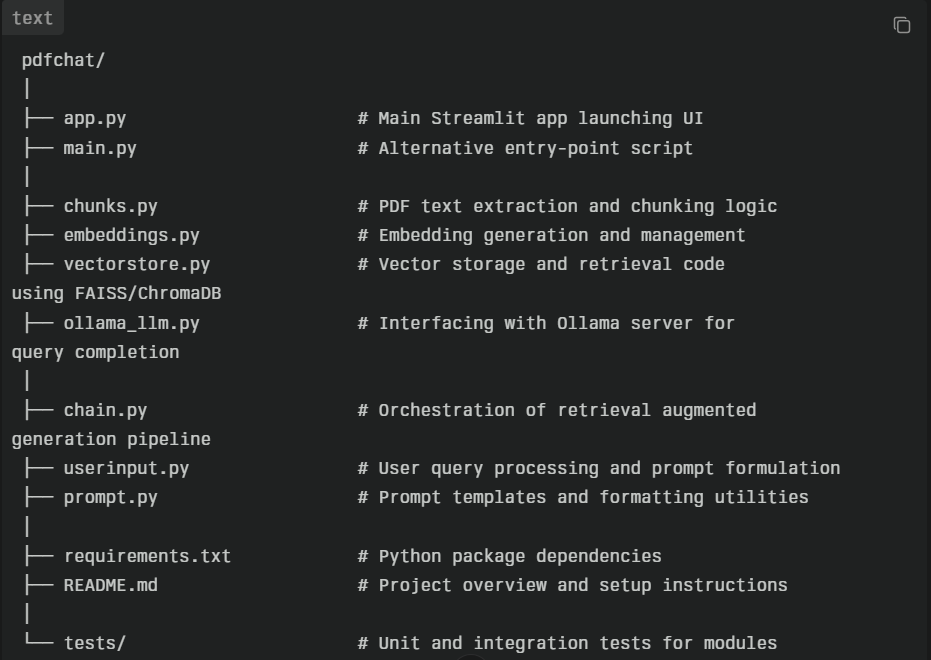 text
pdfchat/
│
├── app.py                      # Main Streamlit app launching UI
├── main.py                     # Alternative entry-point script
│
├── chunks.py                   # PDF text extraction and chunking logic
├── embeddings.py               # Embedding generation and management
├── vectorstore.py              # Vector storage and retrieval code
using FAISS/ChromaDB
├── ollama_llm.py               # Interfacing with Ollama server for
query completion
│
├── chain.py                    # Orchestration of retrieval augmented
generation pipeline
├── userinput.py                # User query processing and prompt formulation
├── prompt.py                   # Prompt templates and formatting utilities
│
├── requirements.txt            # Python package dependencies
├── README.md                   # Project overview and setup instructions
│
└── tests/                      # Unit and integration tests for modules